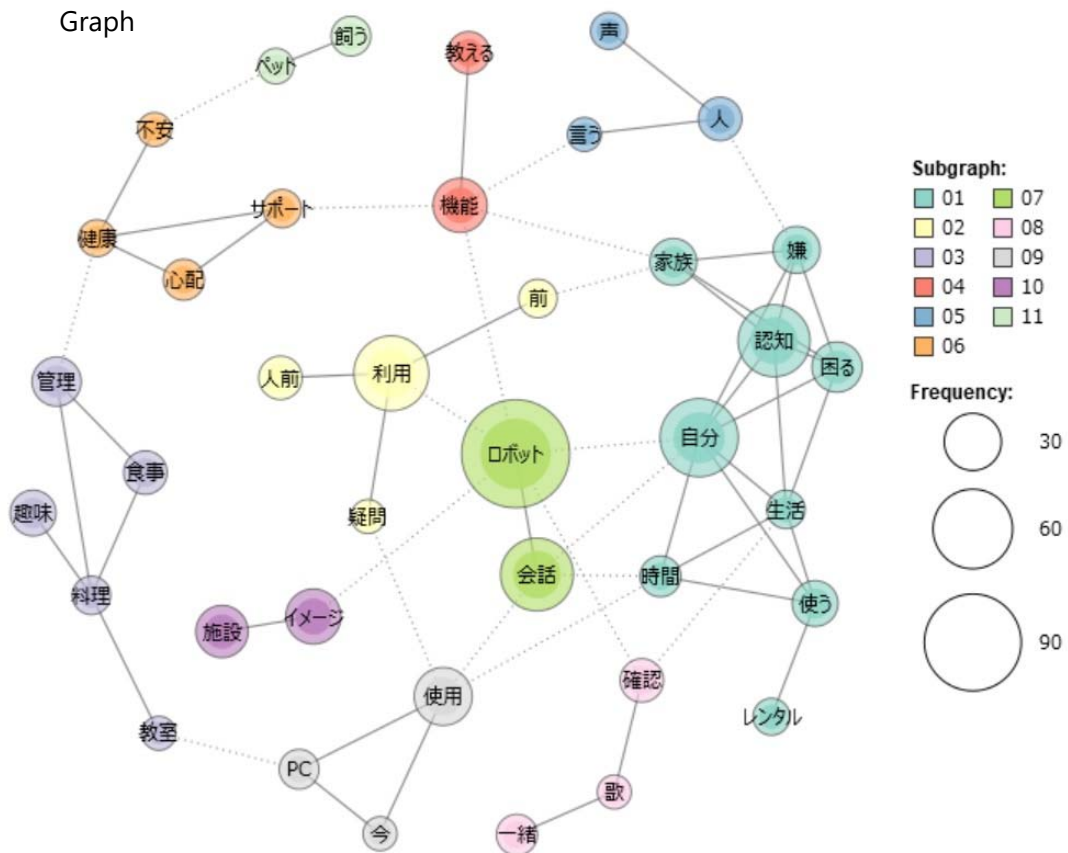 Graph
飼う
ペット
教える
声
不安
言う
人
サポート
機能
健康
心配
家族
嫌
前
認知
困る
管理
人前
利用
自分
ロボット
食事
趣味
疑問
生活
料理
会話
時間
使う
施設
イメージ
使用
確認
レンタル
教室
PC
歌
今
一緒
Subgraph:
01 07
02 08
03 09
04 10
05 11
06
Frequency:
30
60
90